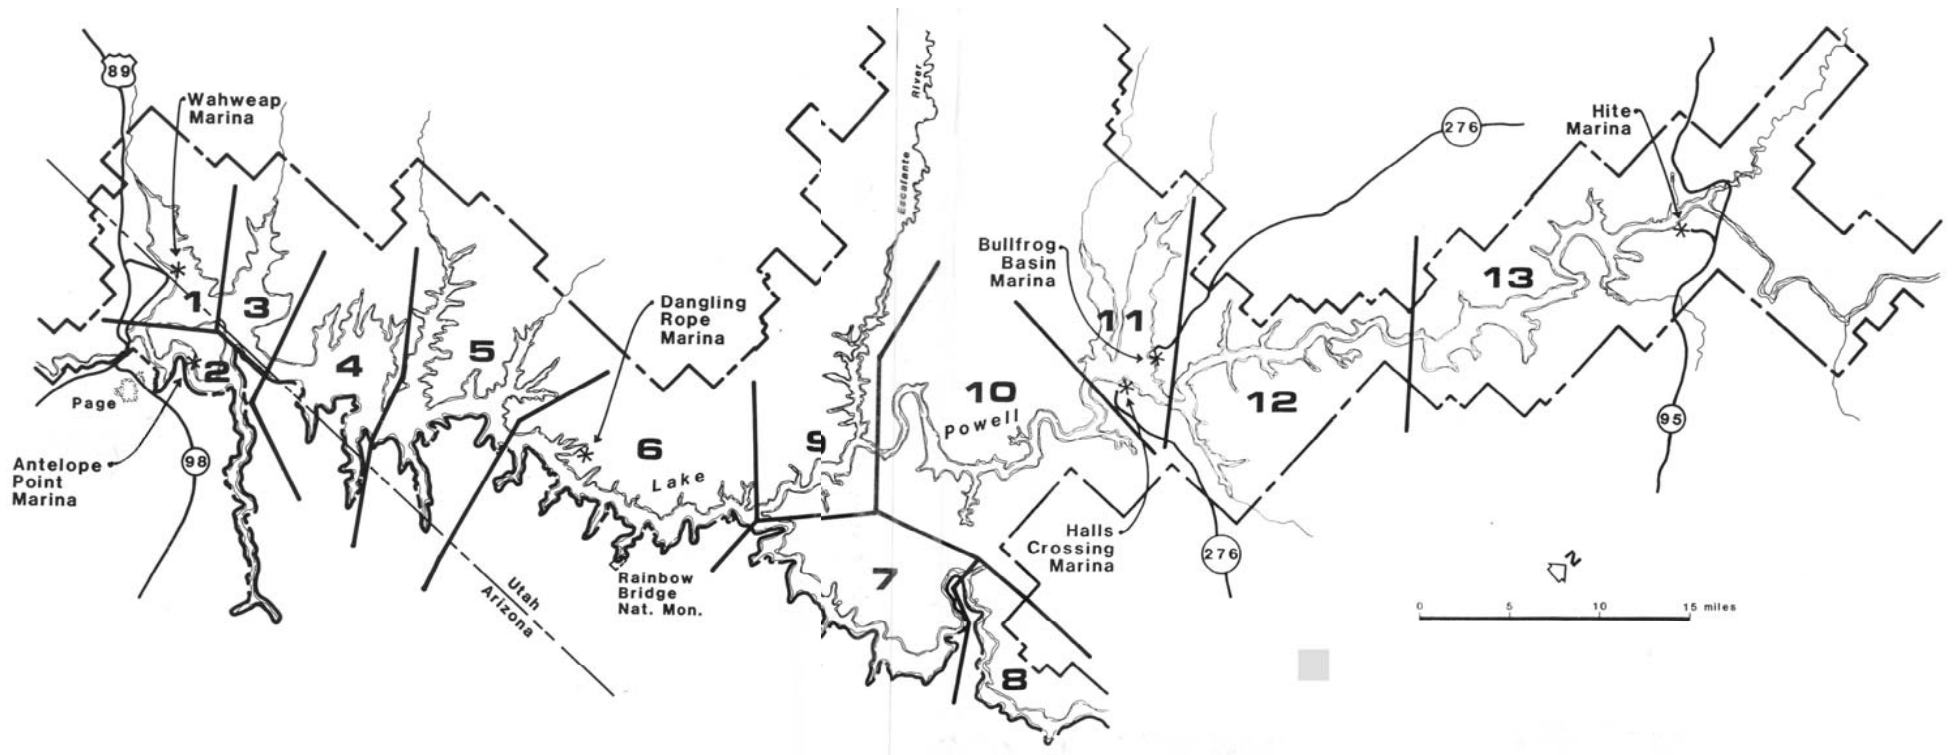 89
Wahweap
Marina
River
Escalante
276
Hite
Marina
Bullfrog
Basin
Marina
1
3
2
4
5
Dangling
Rope
Marina
11
13
12
10
Powell
Page
98
Antelope
Point
Marina
6
9
Lake
95
Halls
Crossing
Marina
276
Rainbow
Bridge
Nat. Mon.
Utah
Arizona
7
8
N
0 5 10 15 miles